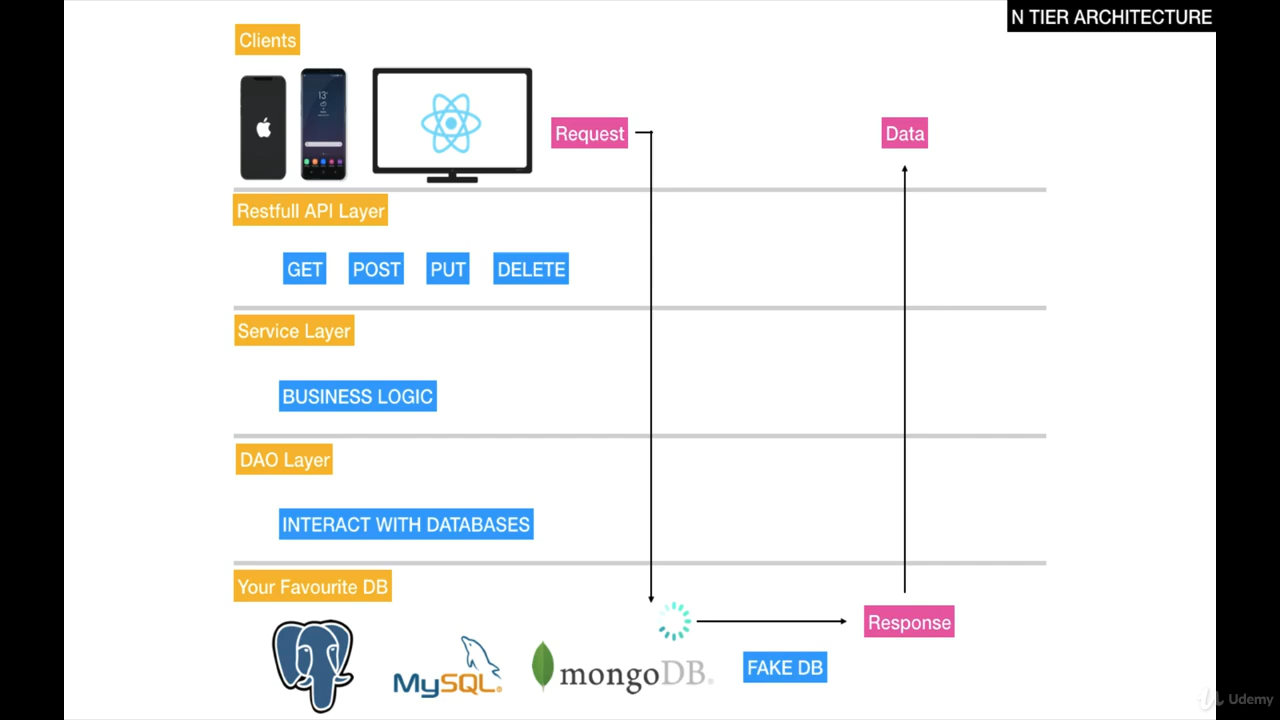 N TIER ARCHITECTURE
Clients
13°
Request
Data
Restfull API Layer
GET
POST
PUT
DELETE
Service Layer
BUSINESS LOGIC
DAO Layer
INTERACT WITH DATABASES
Your Favourite DB
Response
MySQL®
mongoDB®
FAKE DB
Udemy